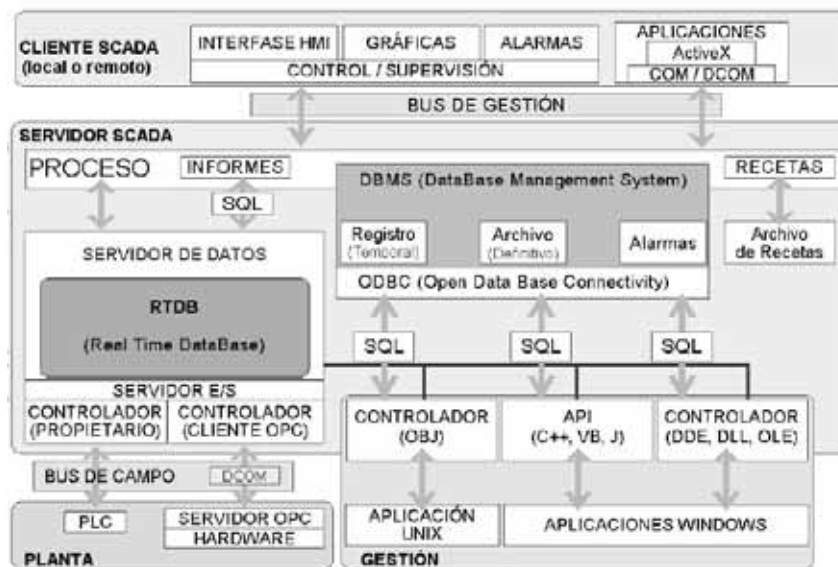 CLIENTE SCADA
(local o remoto)
INTERFASE HMI
GRÁFICAS
ALARMAS
CONTROL / SUPERVISIÓN
APLICACIONES
ActiveX
COM / DCOM
BUS DE GESTIÓN
SERVIDOR SCADA
PROCESO
INFORMES
SQL
DBMS (DataBase Management System)
RECETAS
Registro
(Temporal)
Archivo
(Definitivo)
Alarmas
Archivo
de Recetas
ODBC (Open Data Base Connectivity)
SERVIDOR DE DATOS
RTDB
(Real Time DataBase)
SQL
SQL
SQL
SERVIDOR E/S
CONTROLADOR
(PROPIETARIO)
CONTROLADOR
(CLIENTE OPC)
CONTROLADOR
(OBJ)
API
(C++, VB, J)
CONTROLADOR
(DDE, DLL, OLE)
BUS DE CAMPO
DCOM
PLC
SERVIDOR OPC
HARDWARE
PLANTA
APLICACIÓN
UNIX
APLICACIONES WINDOWS
GESTIÓN